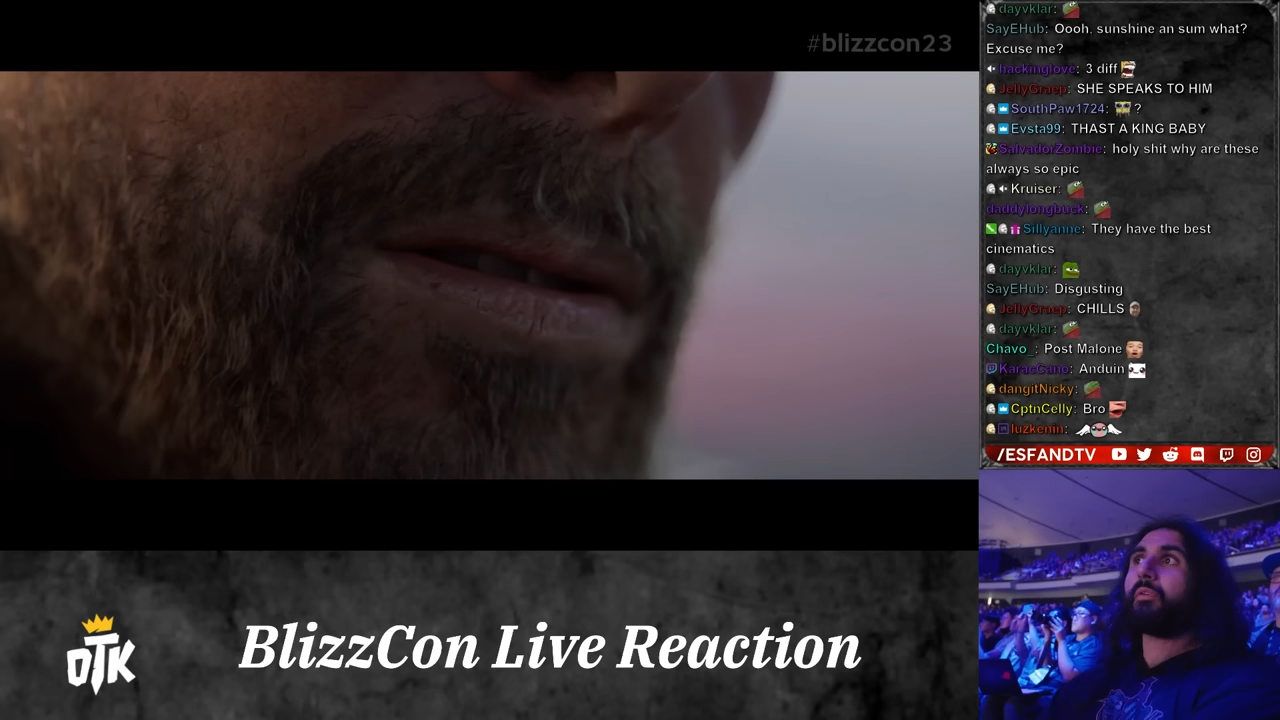 #blizzcon23
dayvklar:
SayEHub: Oooh, sunshine an sum what?
Excuse me?
hackinglove: 3 diff
JellyGraep: SHE SPEAKS TO HIM
SouthPaw1724: ?
Evsta99: THAST A KING BABY
SalvadorZombie: holy shit why are these
always so epic
Kruiser:
daddylongbuck:
Sillyanne: They have the best
cinematics
dayvklar:
SayEHub: Disgusting
JellyGraep: CHILLS
dayvklar:
Chavo_: Post Malone
KaracCano: Anduin
dangitNicky:
CptnCelly: Bro
luzkenin:
/ESFANDTV
OTK
BlizzCon Live Reaction